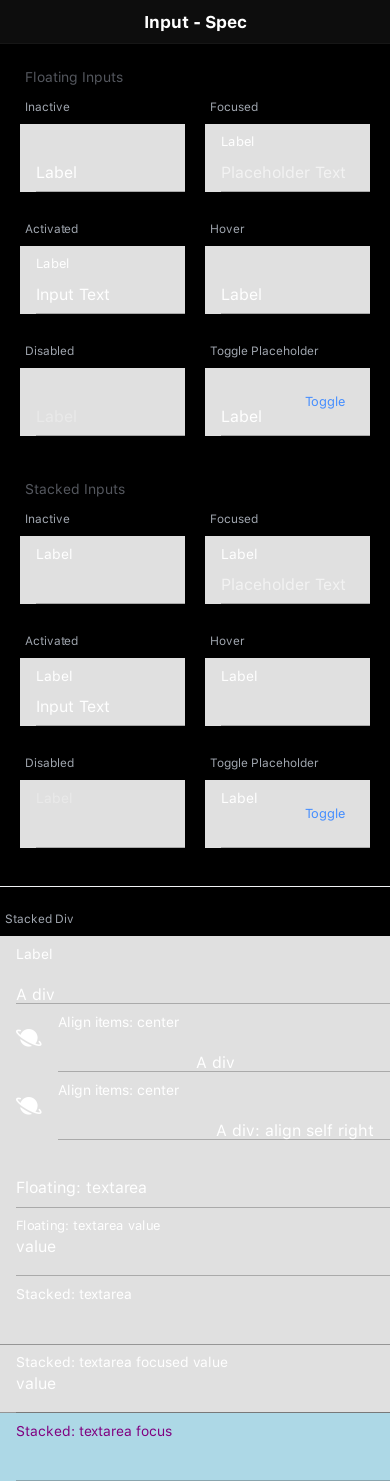 Input - Spec
Floating Inputs
Inactive
Focused
Label
Label
Placeholder Text
Activated
Hover
Label
Input Text
Label
Disabled
Toggle Placeholder
Label
Label
Toggle
Stacked Inputs
Inactive
Focused
Label
Label
Placeholder Text
Activated
Hover
Label
Label
Input Text
Disabled
Toggle Placeholder
Label
Label
Toggle
Stacked Div
Label
A div
Align items: center
A div
Align items: center
A div: align self right
Floating: textarea
Floating: textarea value
value
Stacked: textarea
Stacked: textarea focused value
value
Stacked: textarea focus